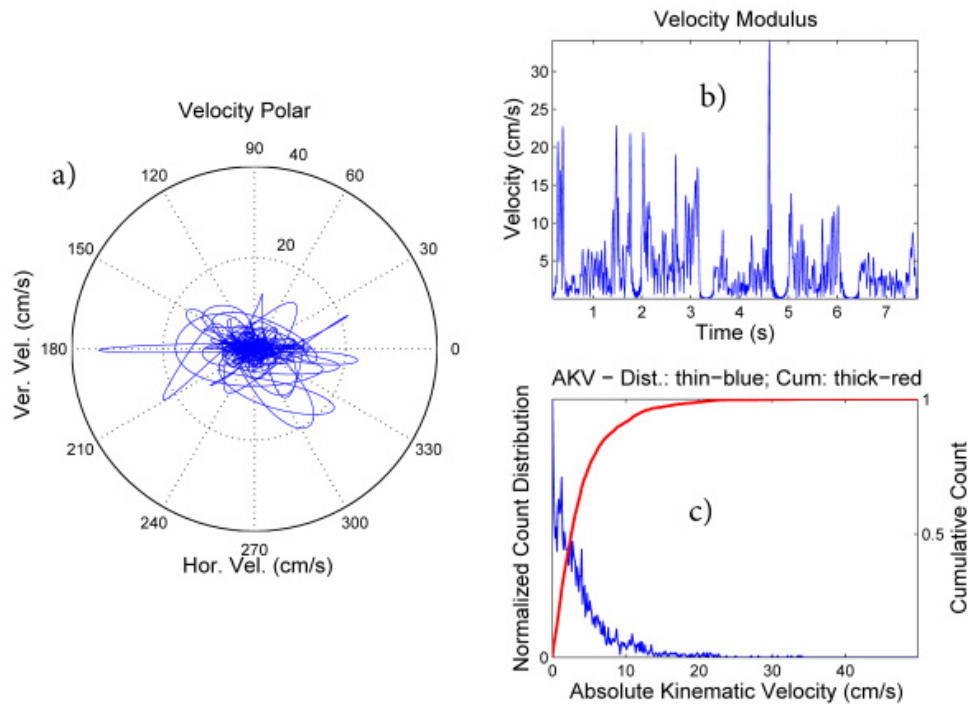 Velocity Polar
a)
90
40
120
60
150
30
20
180
0
210
330
240
300
270
Ver. Vel. (cm/s)
Hor. Vel. (cm/s)
Velocity Modulus
b)
30
25
20
15
10
5
Velocity (cm/s)
1 2 3 4 5 6 7
Time (s)
AKV - Dist.: thin-blue; Cum: thick-red
c)
1
0.5
0
Normalized Count Distribution
Cumulative Count
0 10 20 30 40
Absolute Kinematic Velocity (cm/s)